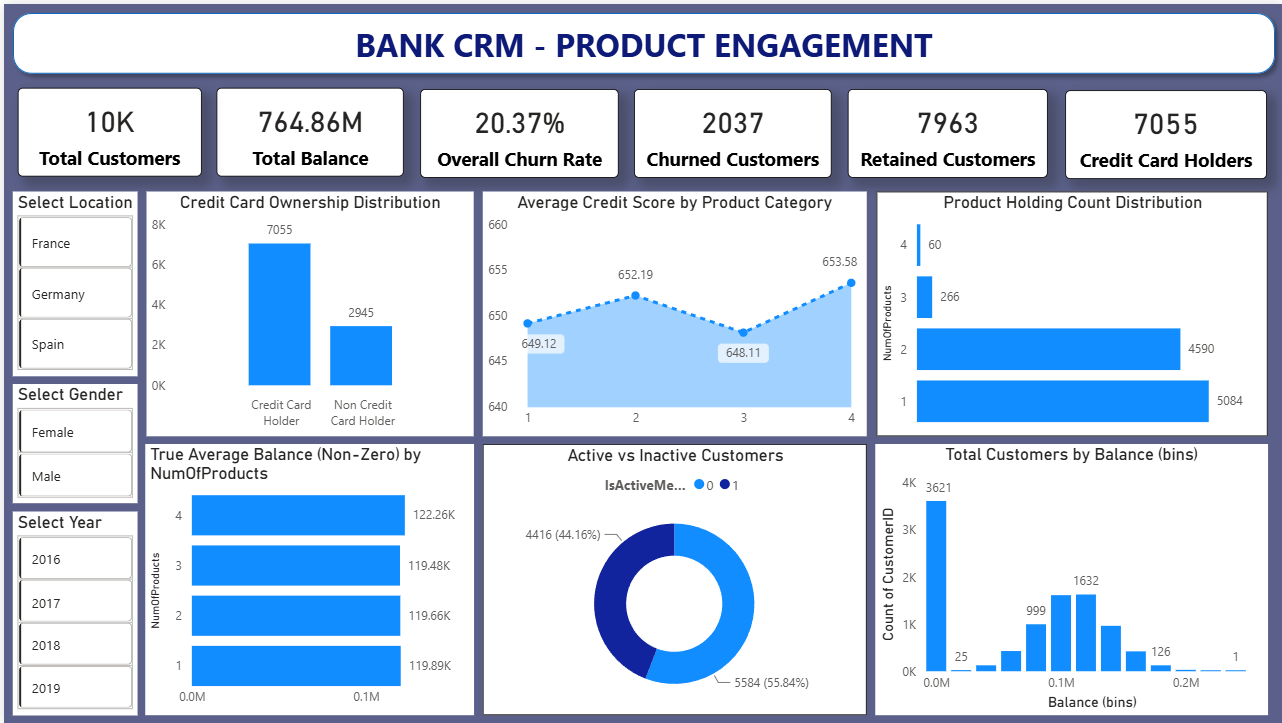 BANK CRM - PRODUCT ENGAGEMENT
10K
Total Customers
764.86M
Total Balance
20.37%
Overall Churn Rate
2037
Churned Customers
7963
Retained Customers
7055
Credit Card Holders
Select Location
France
Germany
Spain
Select Gender
Female
Male
Select Year
2016
2017
2018
2019
Credit Card Ownership Distribution
8K
6K
4K
2K
0K
7055
2945
Credit Card
Holder
Non Credit
Card Holder
Average Credit Score by Product Category
660
655
650
645
640
649.12
652.19
648.11
653.58
1
2
3
4
Product Holding Count Distribution
NumOfProducts
4
60
3
266
2
4590
1
5084
True Average Balance (Non-Zero) by
NumOfProducts
NumOfProducts
4
122.26K
3
119.48K
2
119.66K
1
119.89K
0.0M
0.1M
Active vs Inactive Customers
IsActiveMe...
0
1
4416 (44.16%)
5584 (55.84%)
Total Customers by Balance (bins)
Count of CustomerID
4K
3K
2K
1K
0K
3621
25
999
1632
126
1
0.0M
0.1M
0.2M
Balance (bins)